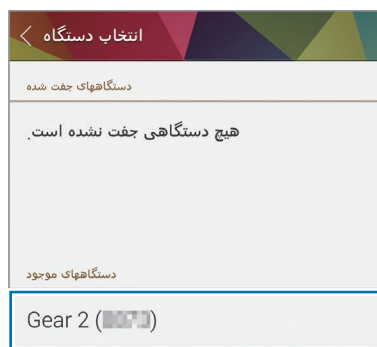 انتخاب دستگاه
دستگاههای جفت شده
هیچ دستگاهی جفت نشده است.
دستگاههای موجود
Gear 2 ()